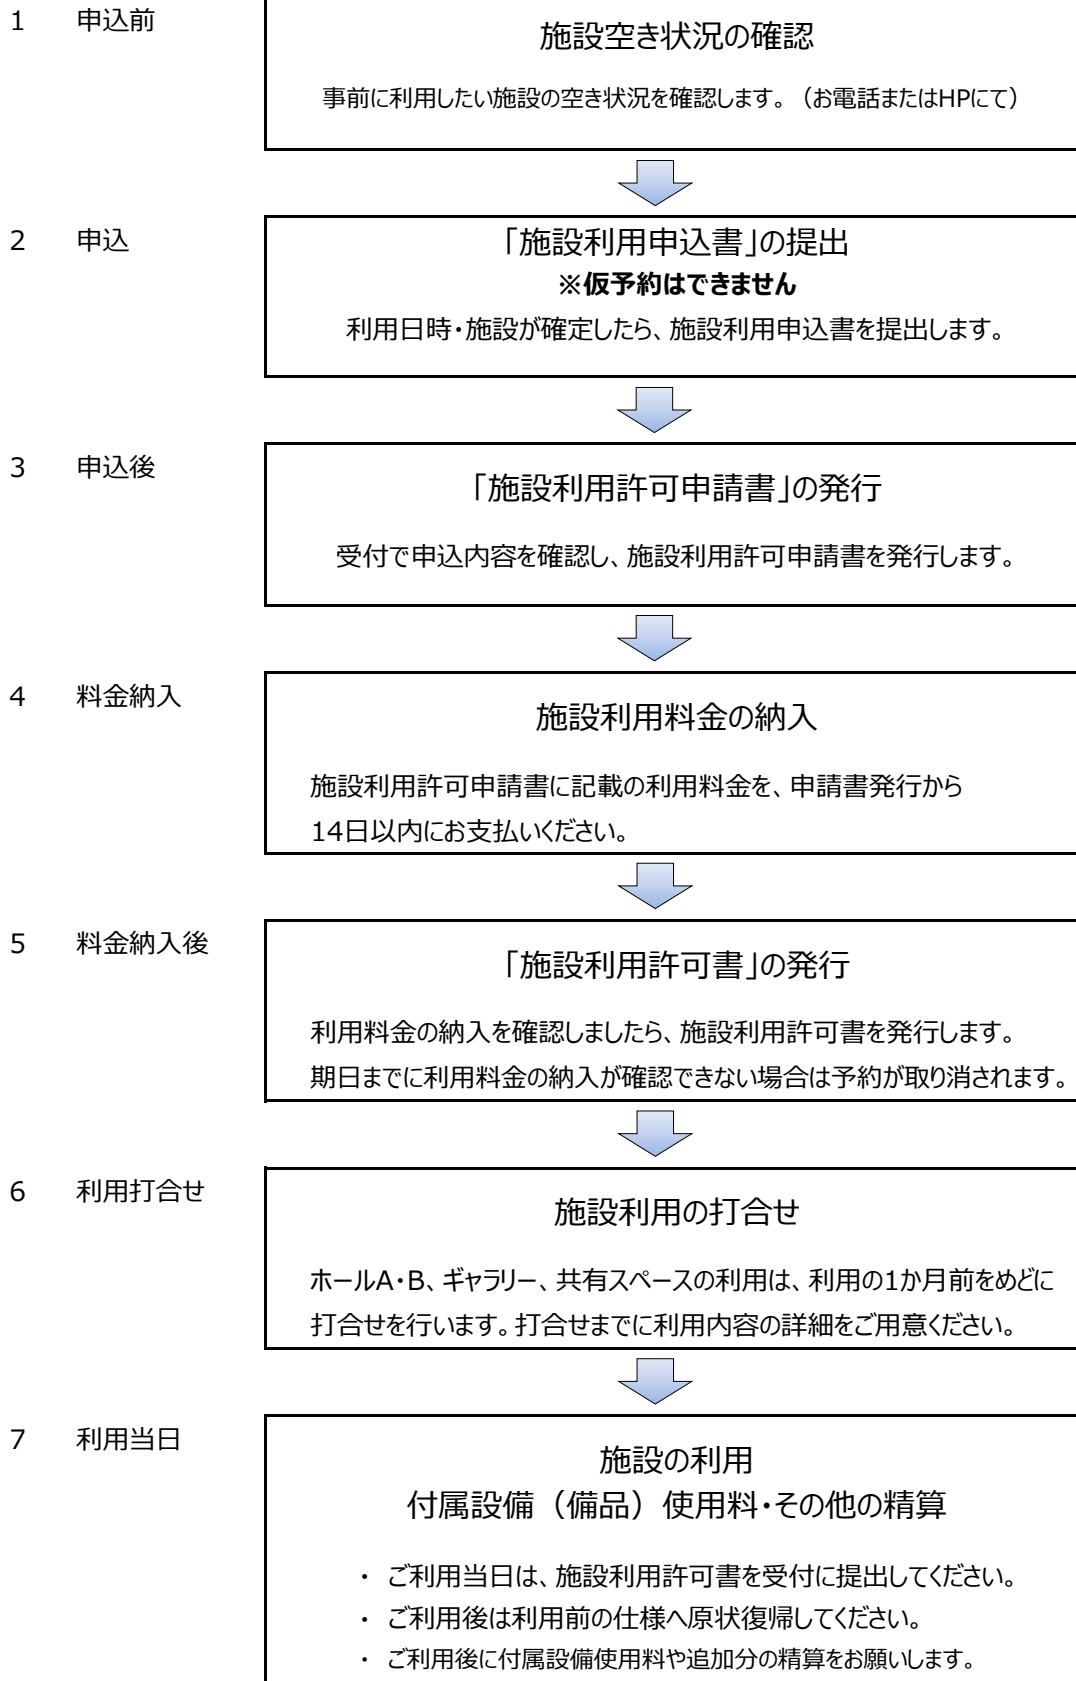 1 申込前
施設空き状況の確認
事前に利用したい施設の空き状況を確認します。（お電話またはHPにて）
2 申込
「施設利用申込書」の提出
※仮予約はできません
利用日時・施設が確定したら、施設利用申込書を提出します。
3 申込後
「施設利用許可申請書」の発行
受付で申込内容を確認し、施設利用許可申請書を発行します。
4 料金納入
施設利用料金の納入
施設利用許可申請書に記載の利用料金を、申請書発行から
14日以内にお支払いください。
5 料金納入後
「施設利用許可書」の発行
利用料金の納入を確認しましたら、施設利用許可書を発行します。
期日までに利用料金の納入が確認できない場合は予約が取り消されます。
6 利用打合せ
施設利用の打合せ
ホールA・B、ギャラリー、共有スペースの利用は、利用の1か月前をめどに
打合せを行います。打合せまでに利用内容の詳細をご用意ください。
7 利用当日
施設の利用
付属設備（備品）使用料・その他の精算
・ ご利用当日は、施設利用許可書を受付に提出してください。
・ ご利用後は利用前の仕様へ原状復帰してください。
・ ご利用後に付属設備使用料や追加分の精算をお願いします。